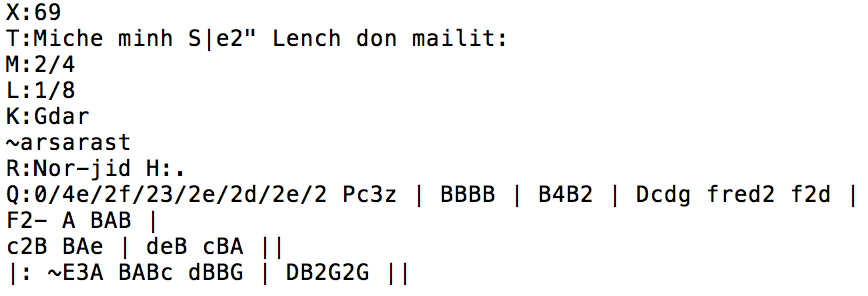 X:69
T:Miche minh S|e2" Lench don mailit:
M:2/4
L:1/8
K:Gdar
~arsarast
R:Nor-jid H:.
Q:0/4e/2f/23/2e/2d/2e/2 Pc3z | BBBB | B4B2 | Dcdg fred2 f2d |
F2- A BAB |
c2B BAe | deB cBA ||
|: ~E3A BABc dBBG | DB2G2G ||